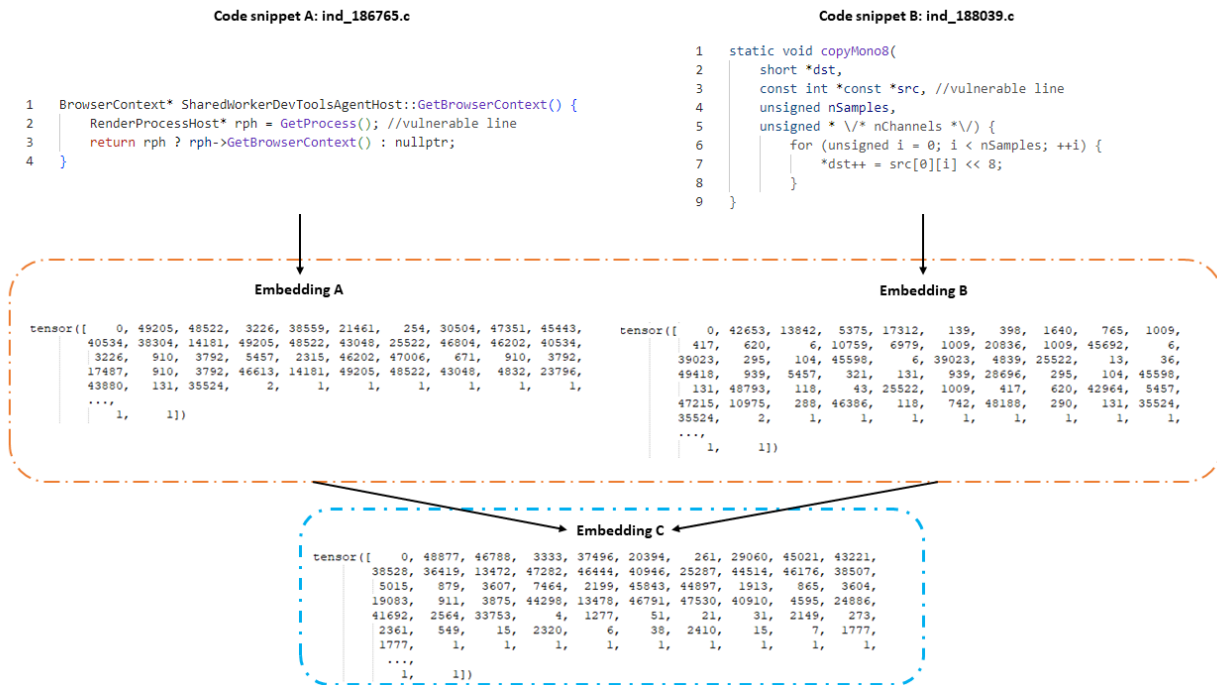 Code snippet A: ind_186765.c
1 BrowserContext* SharedWorkerDevToolsAgentHost::GetBrowserContext() {
2 RenderProcessHost* rph = GetProcess(); //vulnerable line
3 return rph ? rph->GetBrowserContext() : nullptr;
4 }
Code snippet B: ind_188039.c
1 static void copyMono8(
2 short *dst,
3 const int *const *src, //vulnerable line
4 unsigned nSamples,
5 unsigned * \/* nChannels *\/) {
6 for (unsigned i = 0; i < nSamples; ++i) {
7 *dst++ = src[0][i] << 8;
8 }
9 }
Embedding A
tensor([ 0, 49205, 48522, 3226, 38559, 21461, 254, 30504, 47351, 45443,
40534, 38304, 14181, 49205, 48522, 43048, 25522, 46804, 46202, 40534,
3226, 910, 3792, 5457, 2315, 46202, 47006, 671, 910, 3792,
17487, 910, 3792, 46613, 14181, 49205, 48522, 43048, 4832, 23796,
43880, 131, 35524, 2, 1, 1, 1, 1, 1, 1,
...,
1, 1])
Embedding B
tensor([ 0, 42653, 13842, 5375, 17312, 139, 398, 1640, 765, 1009,
417, 620, 6, 10759, 6979, 1009, 20836, 1009, 45692, 6,
39023, 295, 104, 45598, 6, 39023, 4839, 25522, 13, 36,
49418, 939, 5457, 321, 131, 939, 28696, 295, 104, 45598,
131, 48793, 118, 43, 25522, 1009, 417, 620, 42964, 5457,
47215, 10975, 288, 46386, 118, 742, 48188, 290, 131, 35524,
35524, 2, 1, 1, 1, 1, 1, 1, 1, 1,
...,
1, 1])
Embedding C
tensor([ 0, 48877, 46788, 3333, 37496, 20394, 261, 29060, 45021, 43221,
38528, 36419, 13472, 47282, 46444, 40946, 25287, 44514, 46176, 38507,
5015, 879, 3607, 7464, 2199, 45843, 44897, 1913, 865, 3604,
19083, 911, 3875, 44298, 13478, 46791, 47530, 40910, 4595, 24886,
41692, 2564, 33753, 4, 1277, 51, 21, 31, 2149, 273,
2361, 549, 15, 2320, 6, 38, 2410, 15, 7, 1777,
1777, 1, 1, 1, 1, 1, 1, 1, 1, 1,
...,
1, 1])